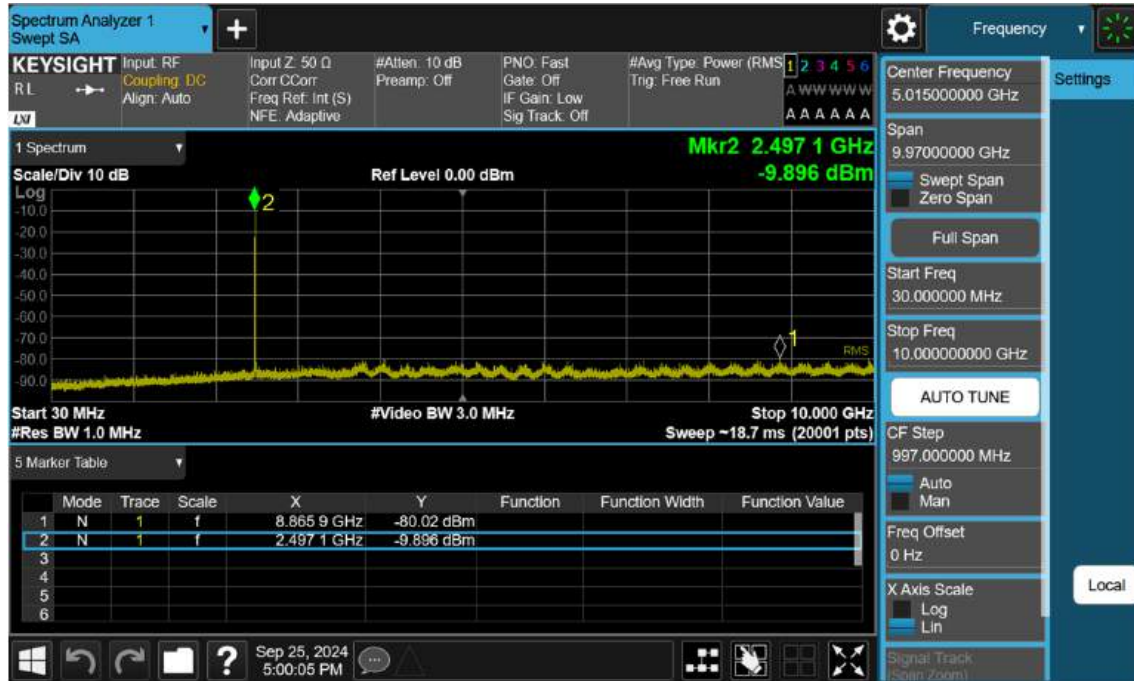 Spectrum Analyzer 1
Swept SA
+
Frequency
KEYSIGHT
RL
LXI
Input: RF
Coupling: DC
Align: Auto
Input Z: 50 Ω
Corr CCorr
Freq Ref: Int (S)
NFE: Adaptive
#Atten: 10 dB
Preamp: Off
PNO: Fast
Gate: Off
IF Gain: Low
Sig Track: Off
#Avg Type: Power (RMS
Trig: Free Run
1 2 3 4 5 6
A W W W W W
A A A A A A
1 Spectrum
Mkr2 2.497 1 GHz
-9.896 dBm
Scale/Div 10 dB
Ref Level 0.00 dBm
Log
2
-10.0
-20.0
-30.0
-40.0
-50.0
-60.0
-70.0
-80.0
-90.0
1
RMS
Start 30 MHz
#Video BW 3.0 MHz
Stop 10.000 GHz
#Res BW 1.0 MHz
Sweep ~18.7 ms (20001 pts)
5 Marker Table
Mode Trace Scale X Y Function Function Width Function Value
1 N 1 f 8.865 9 GHz -80.02 dBm
2 N 1 f 2.497 1 GHz -9.896 dBm
3
4
5
6
Center Frequency
5.015000000 GHz
Settings
Span
9.97000000 GHz
Swept Span
Zero Span
Full Span
Start Freq
30.000000 MHz
Stop Freq
10.000000000 GHz
AUTO TUNE
CF Step
997.000000 MHz
Auto
Man
Freq Offset
0 Hz
X Axis Scale
Log
Lin
Local
Signal Track
(Span Zoom)
?
Sep 25, 2024
5:00:05 PM